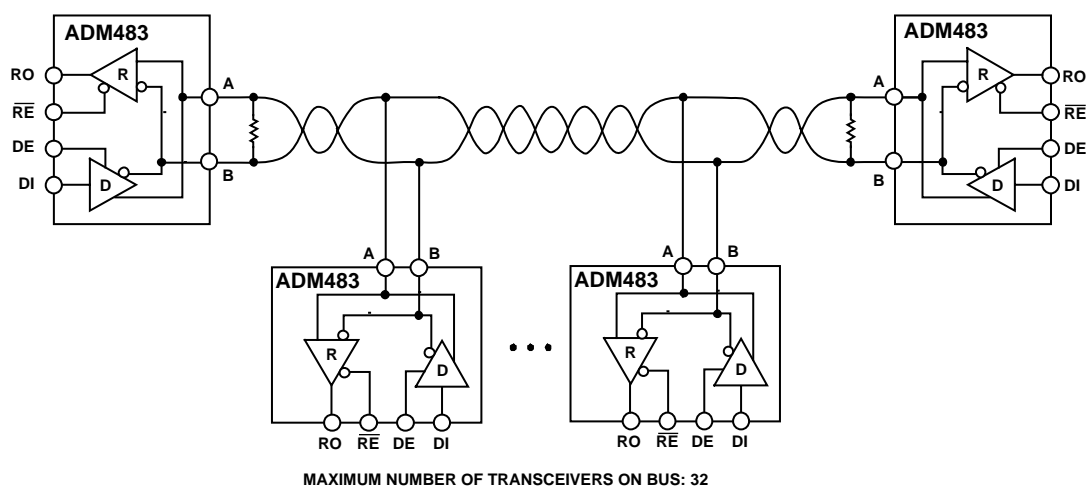 ADM483
RO
R
A
RE
DE
DI
D
B
ADM483
A
R
RO
RE
DE
B
D
DI
A
B
ADM483
R
D
RO
RE
DE
DI
A
B
ADM483
R
D
RO
RE
DE
DI
MAXIMUM NUMBER OF TRANSCEIVERS ON BUS: 32